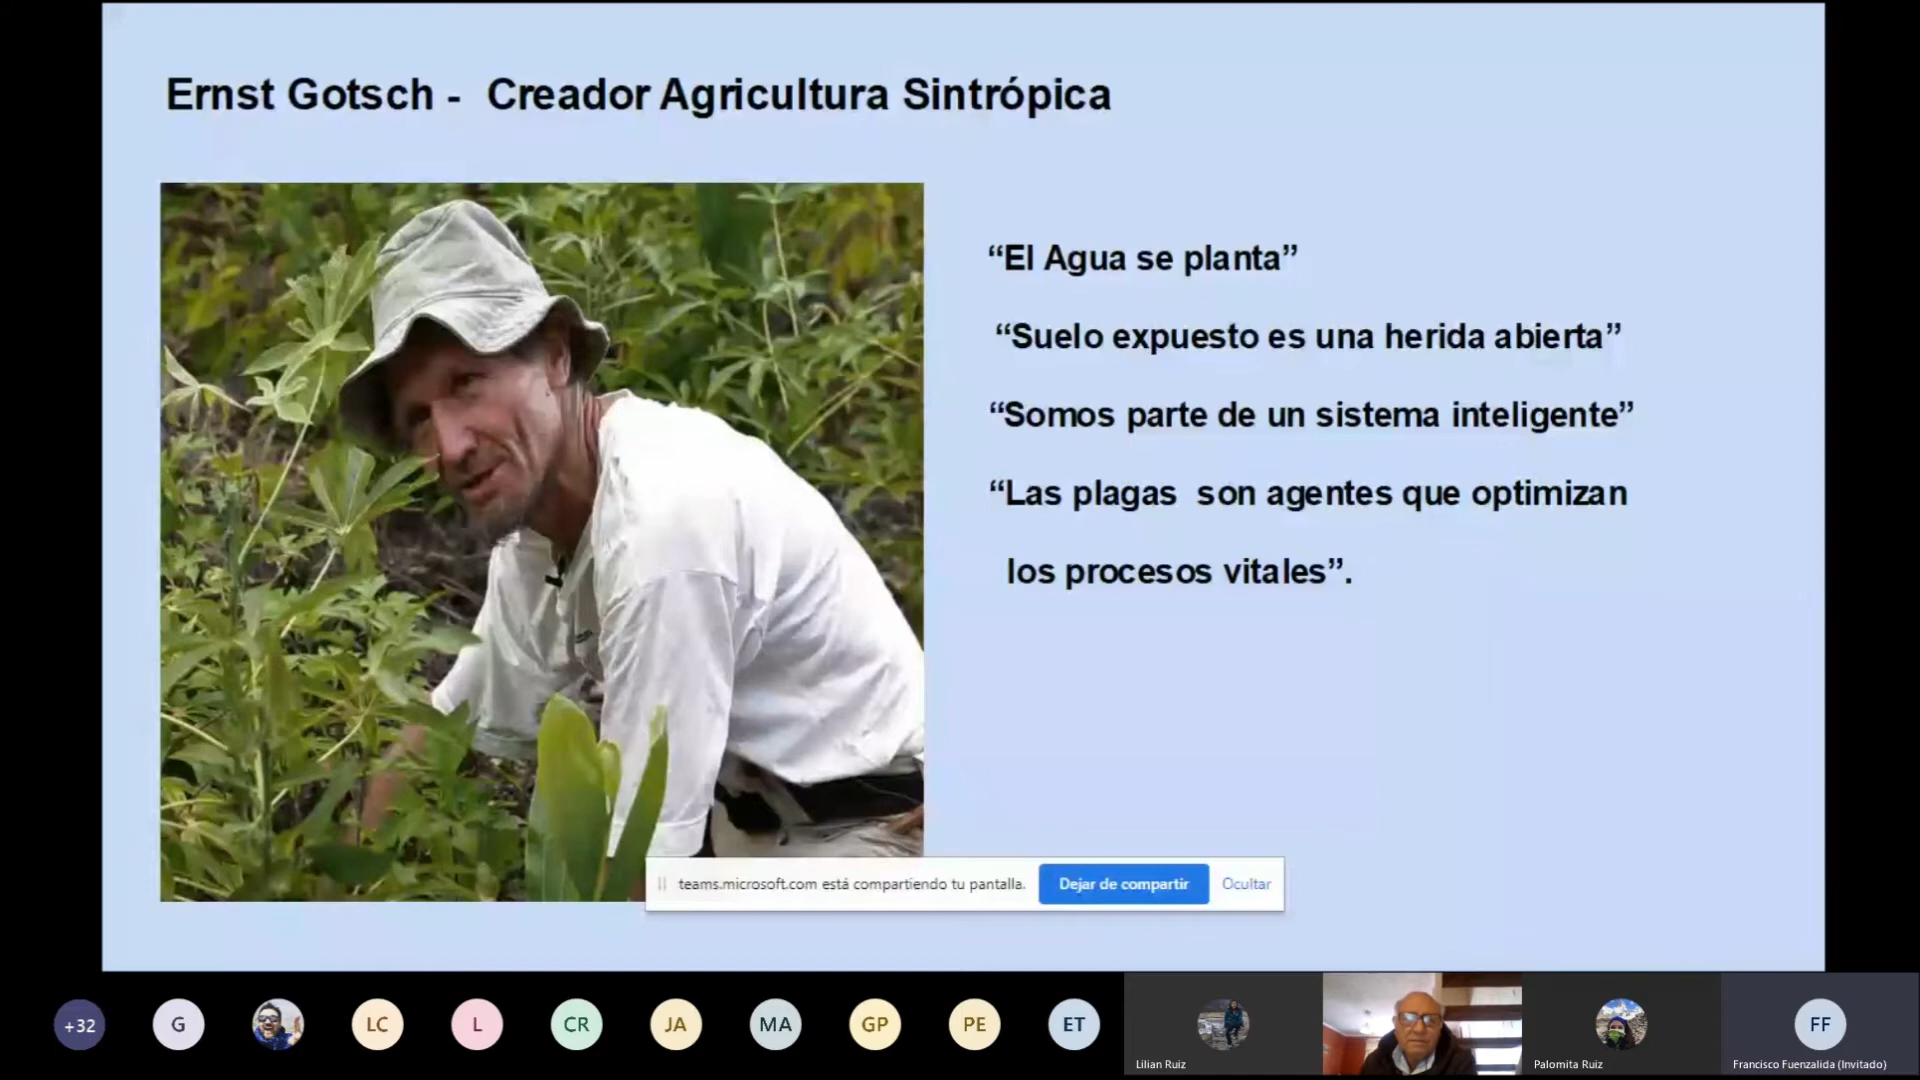 Ernst Gotsch - Creador Agricultura Sintrópica
“El Agua se planta”
“Suelo expuesto es una herida abierta”
“Somos parte de un sistema inteligente”
“Las plagas son agentes que optimizan
los procesos vitales”.
teams.microsoft.com está compartiendo tu pantalla. Dejar de compartir Ocultar
+32 G LC L CR JA MA GP PE ET FF
Lilian Ruiz Palomita Ruiz Francisco Fuenzalida (Invitado)